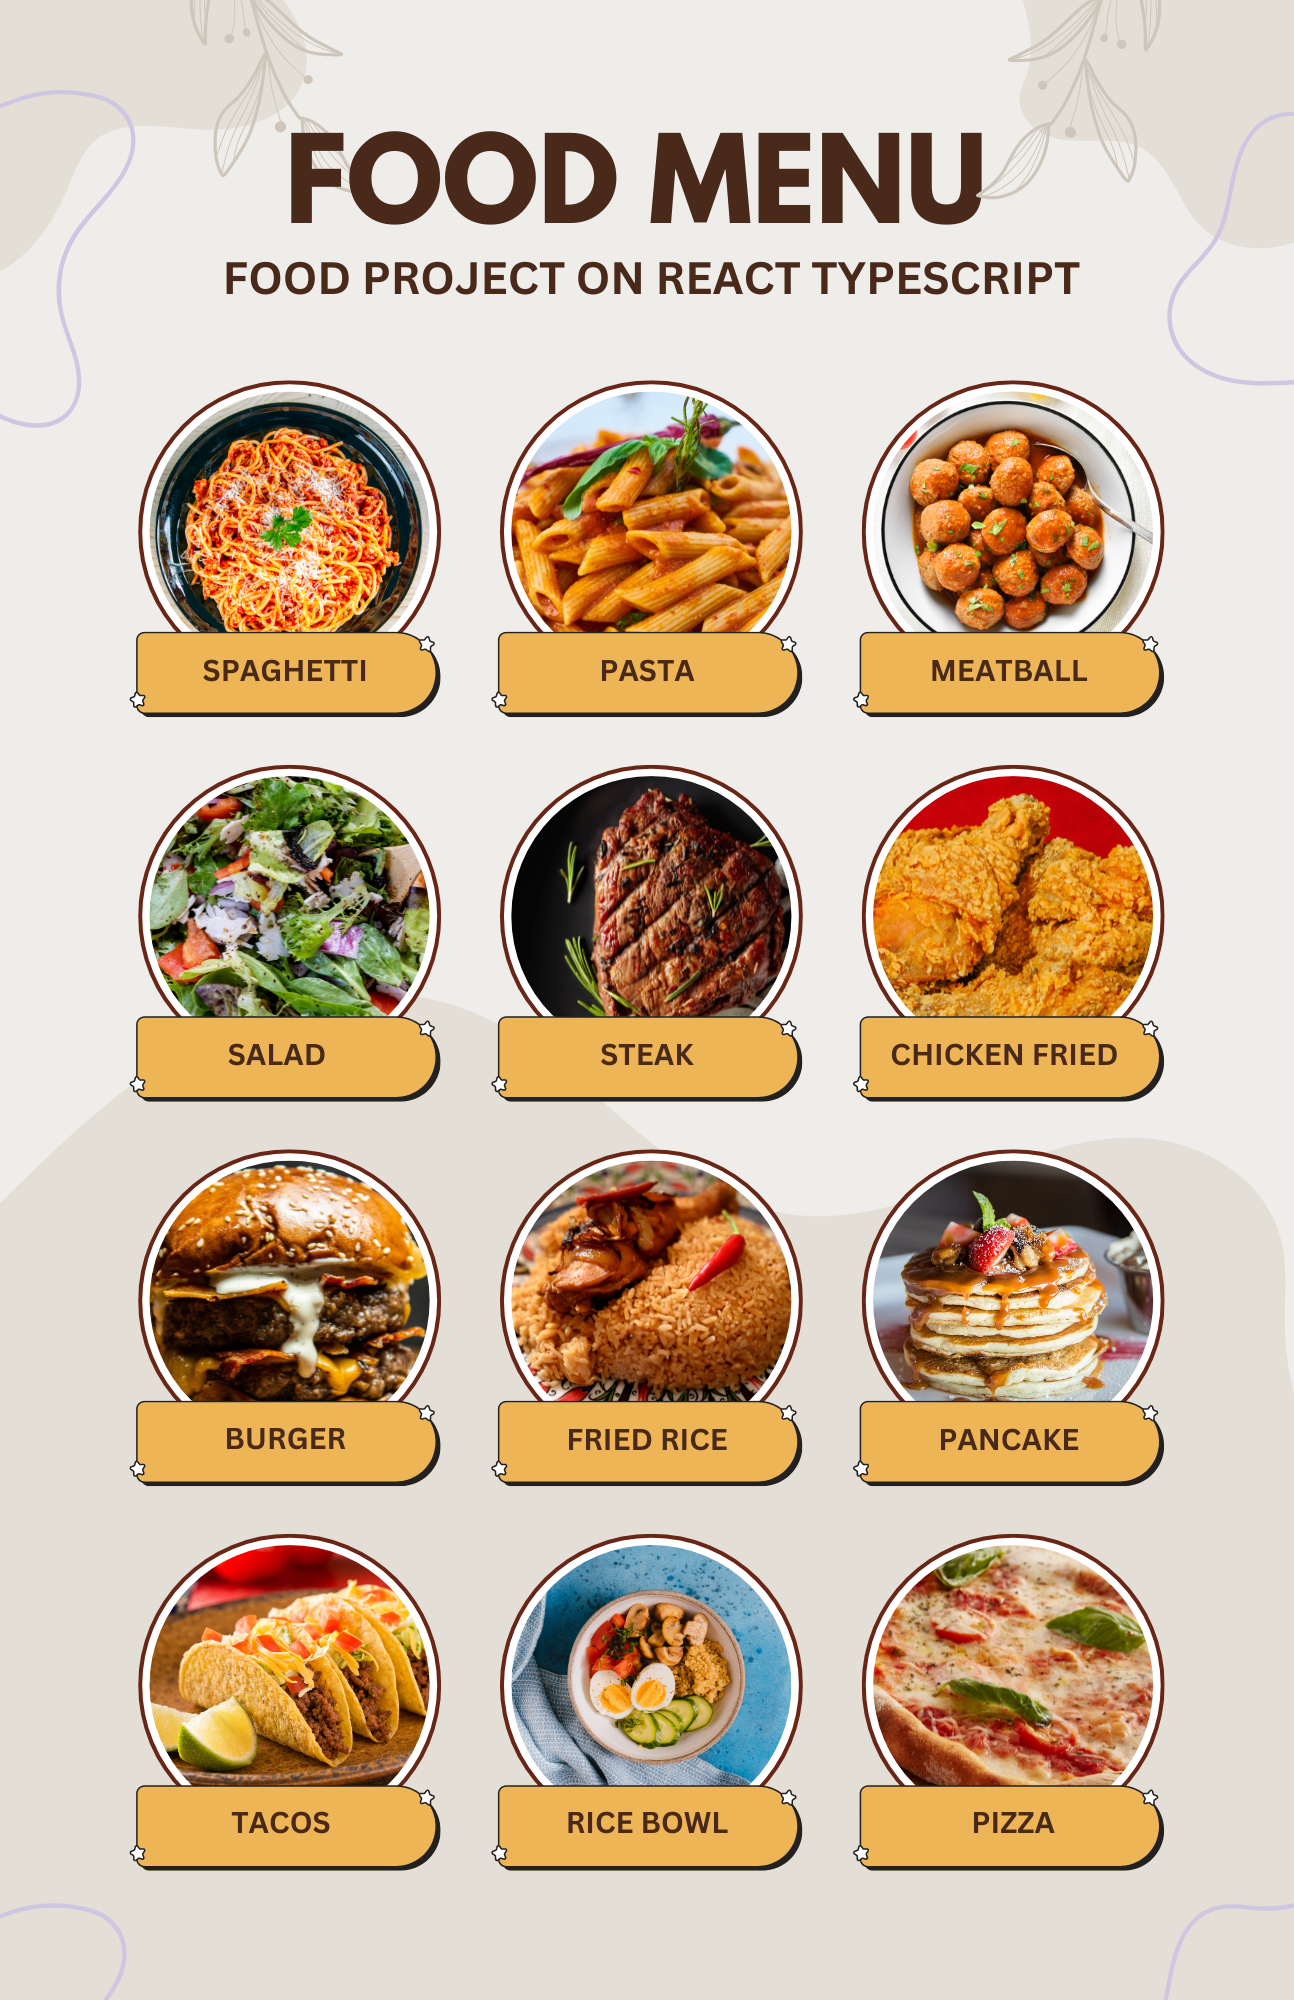 FOOD MENU
FOOD PROJECT ON REACT TYPESCRIPT
SPAGHETTI
PASTA
MEATBALL
SALAD
STEAK
CHICKEN FRIED
BURGER
FRIED RICE
PANCAKE
TACOS
RICE BOWL
PIZZA